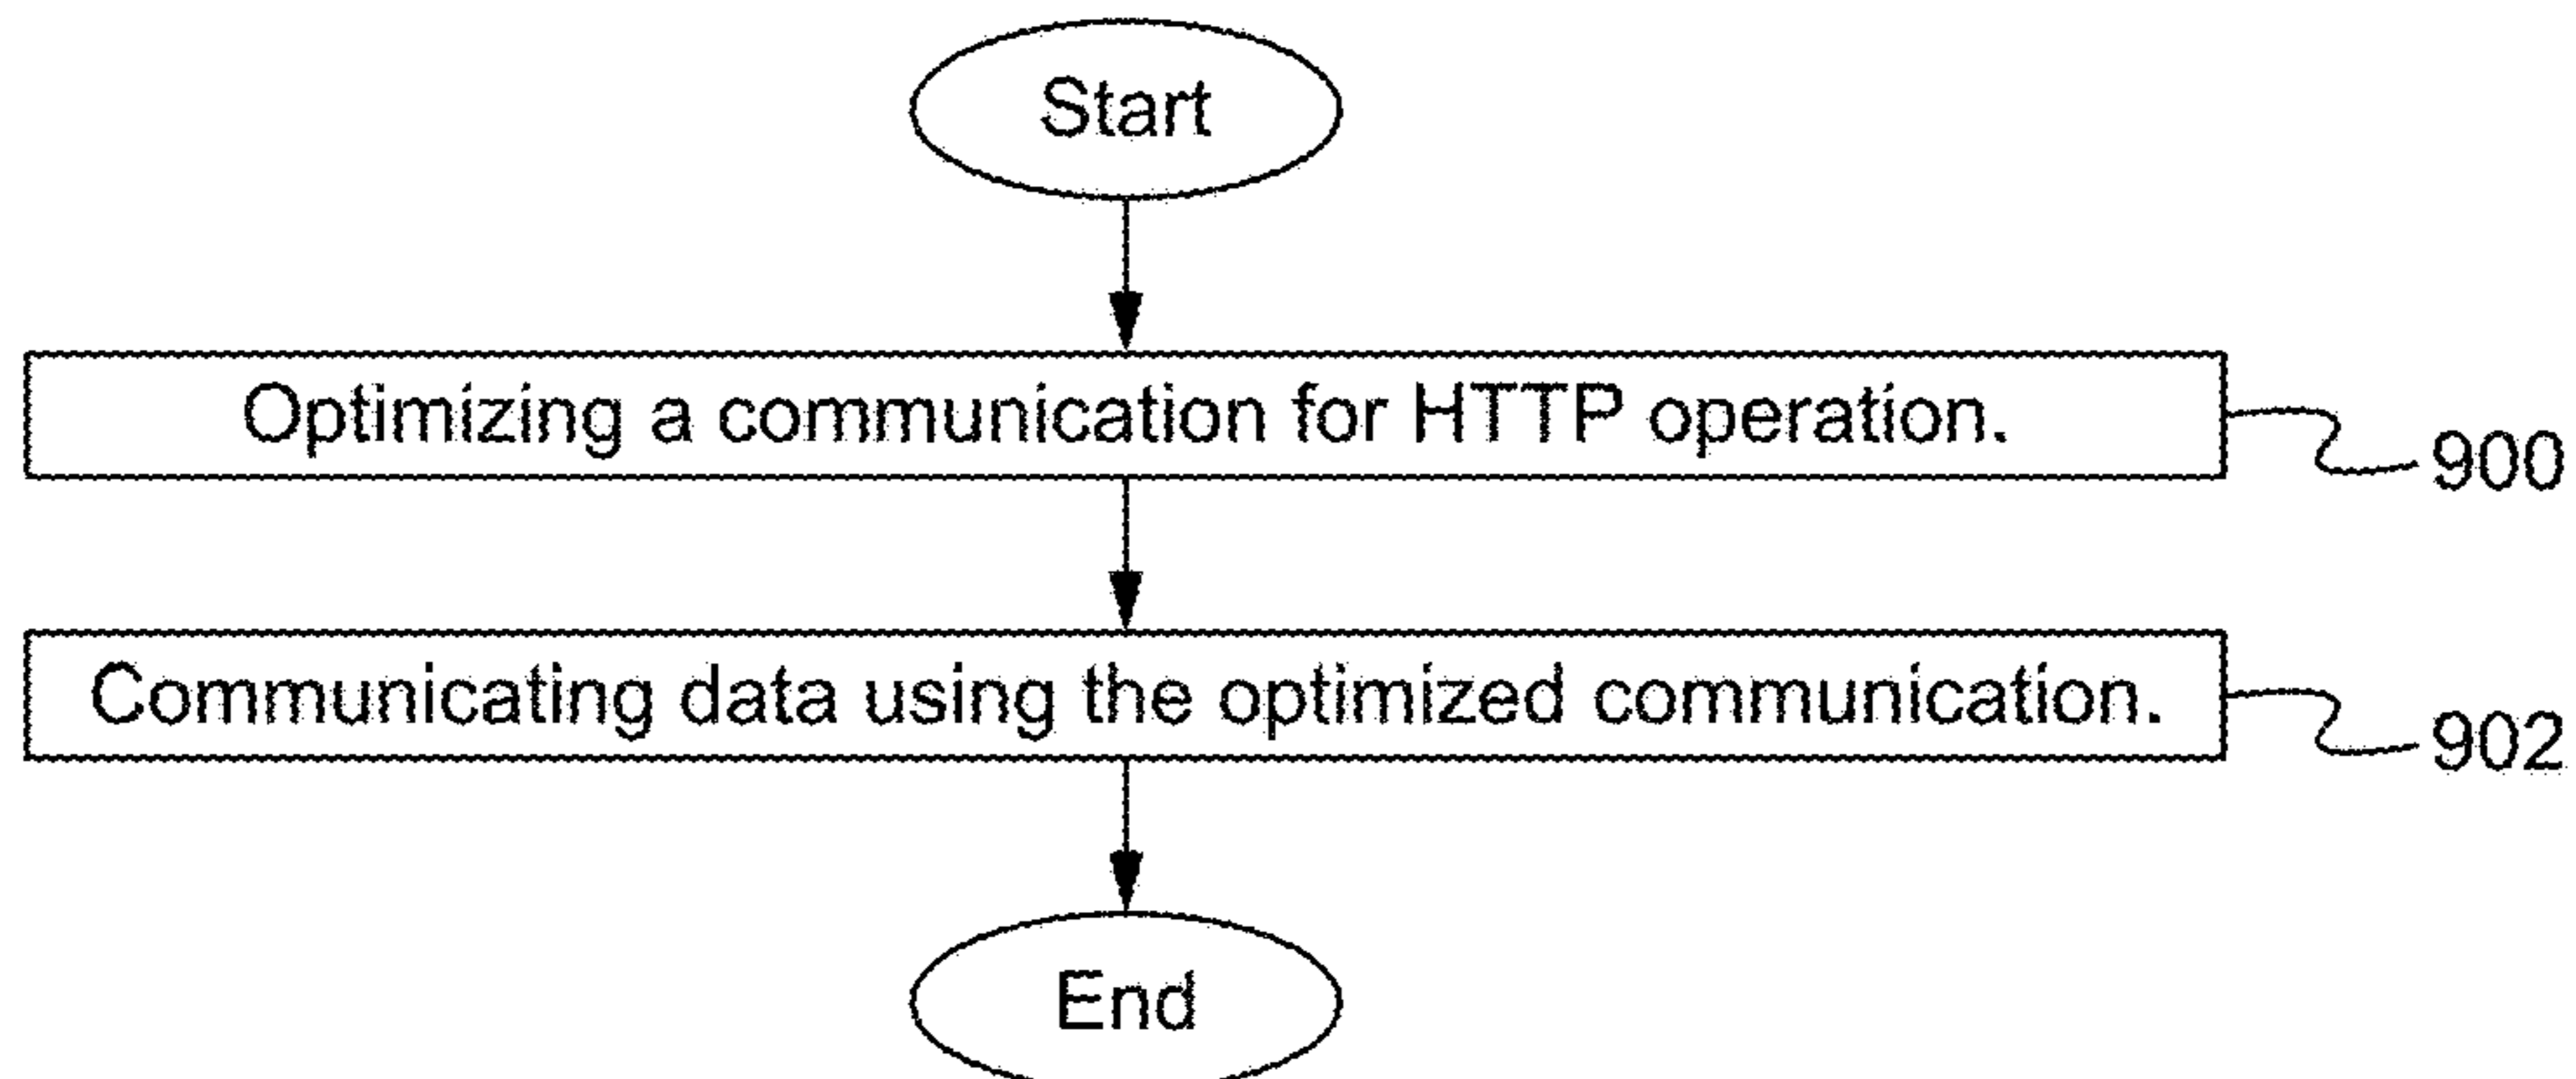 Start
Optimizing a communication for HTTP operation.
900
Communicating data using the optimized communication.
902
End